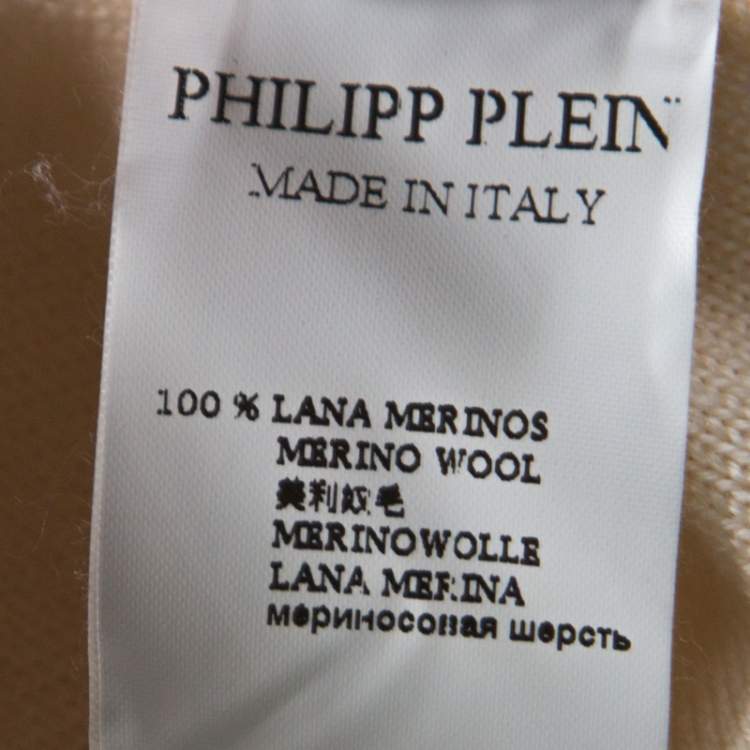 PHILIPP PLEIN
MADE IN ITALY
100 % LANA MERINOS
MERINO WOOL
美利奴毛
MERINOWOLLE
LANA MERINA
мериносовая шерсть